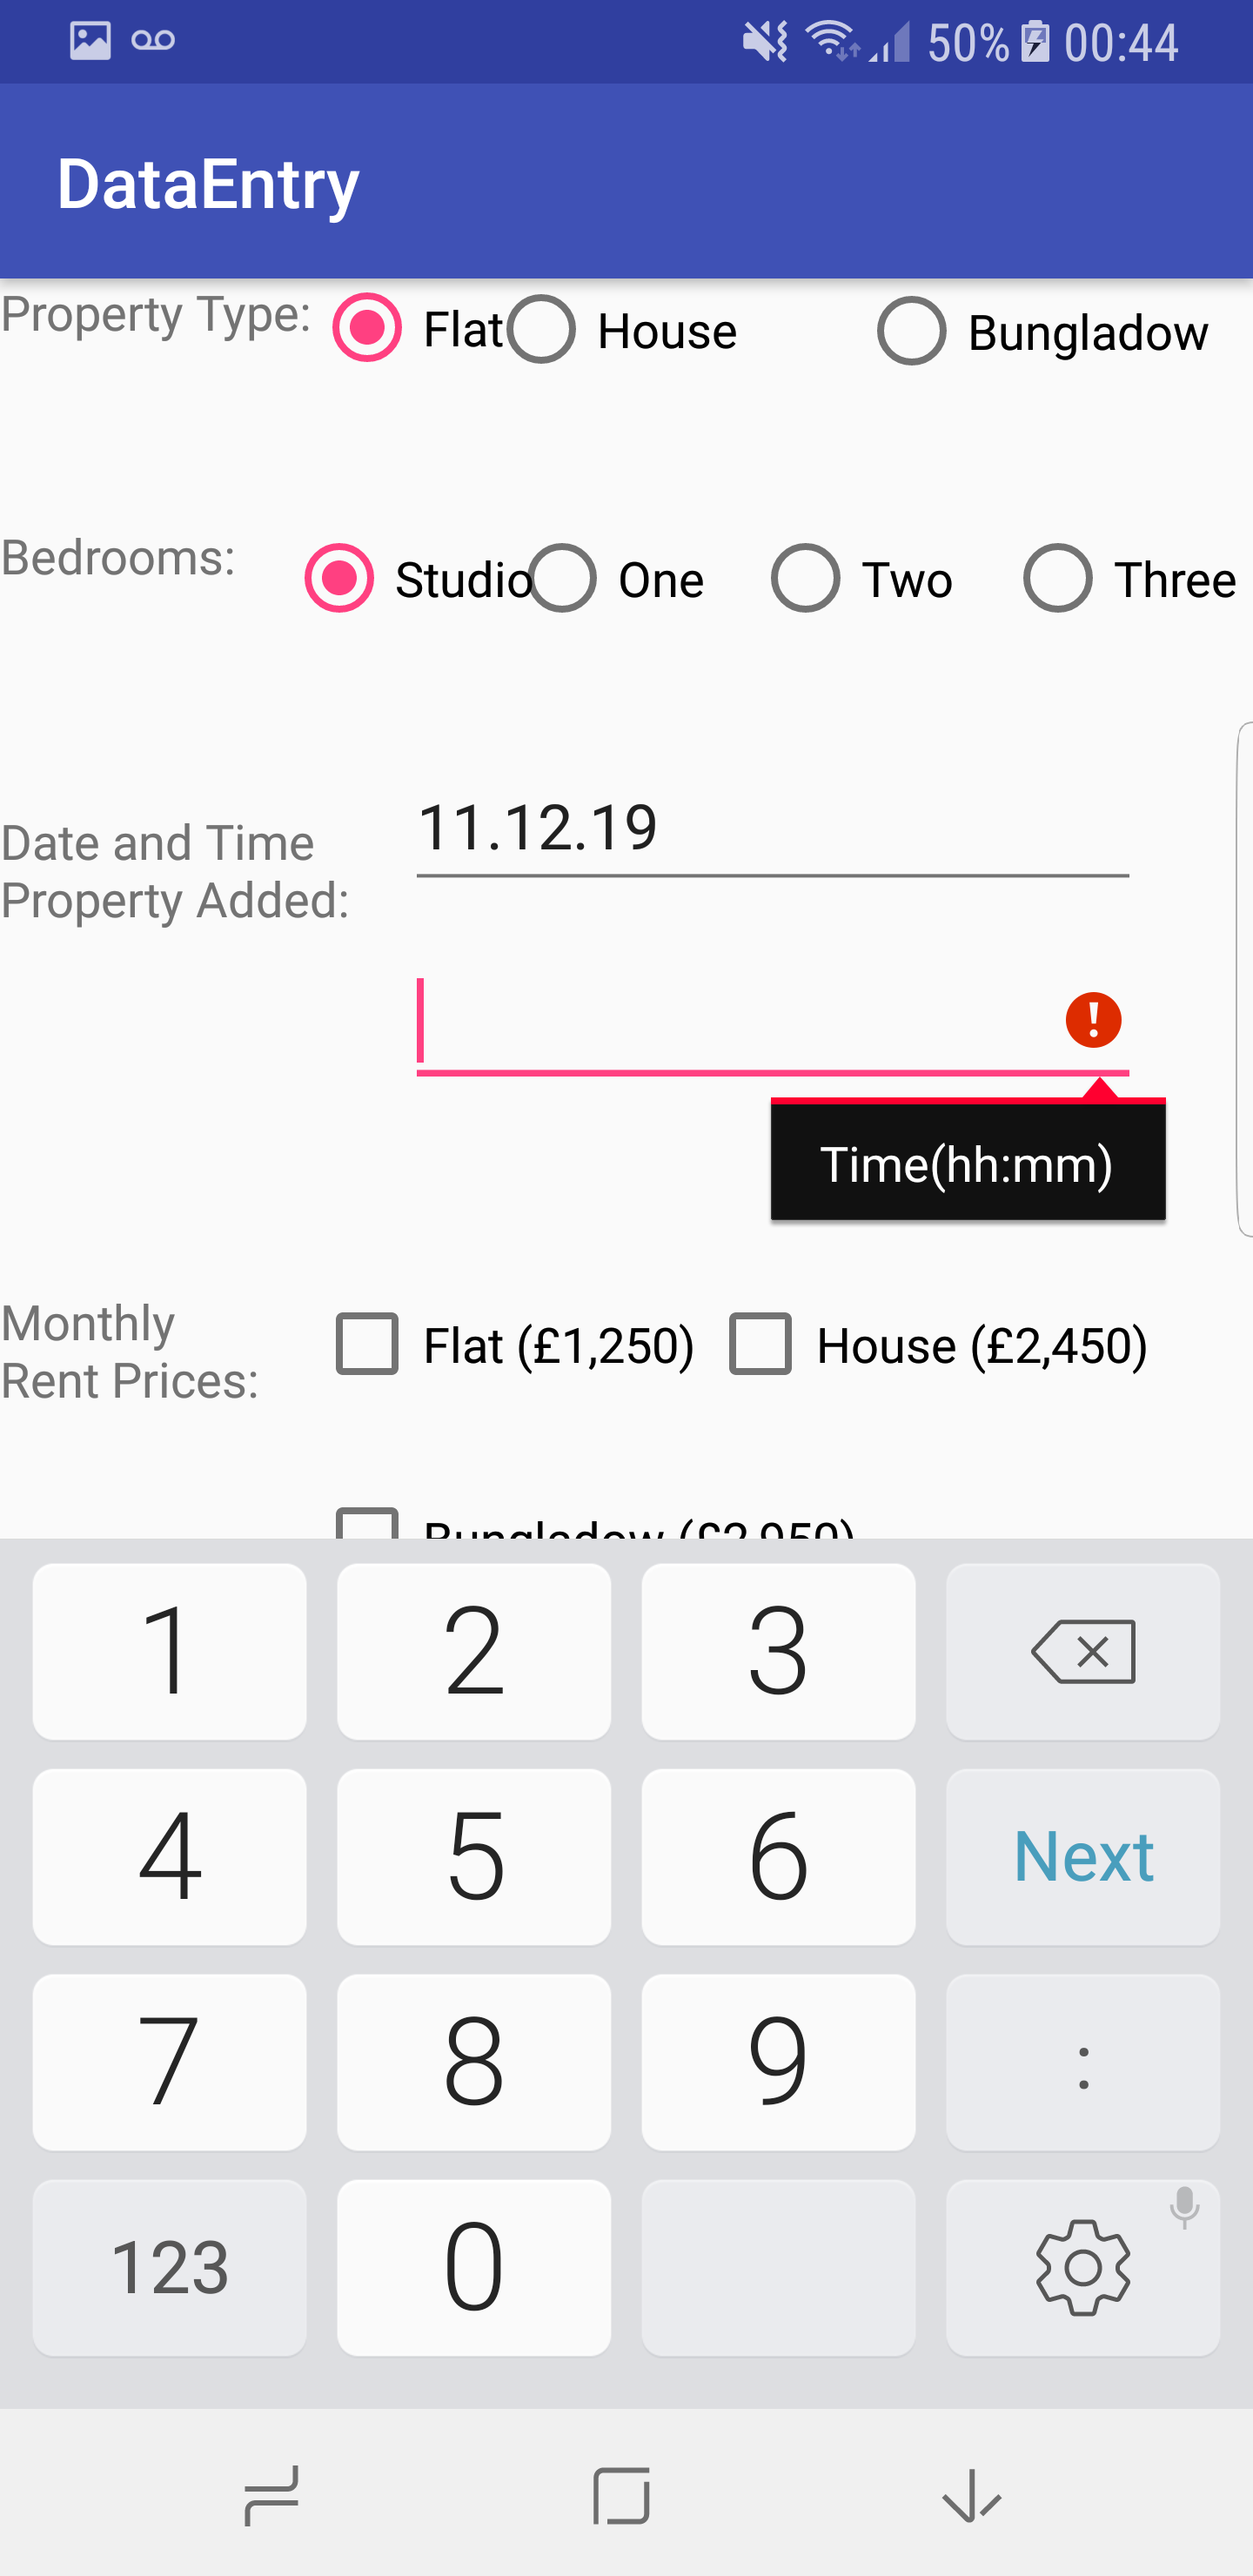 50% 00:44
DataEntry
Property Type: Flat House Bungladow
Bedrooms: Studio One Two Three
11.12.19
Date and Time
Property Added:
Time(hh:mm)
Monthly
Rent Prices:
Flat (£1,250) House (£2,450)
Bungladow (£2,950)
1 2 3
4 5 6 Next
7 8 9 :
123 0